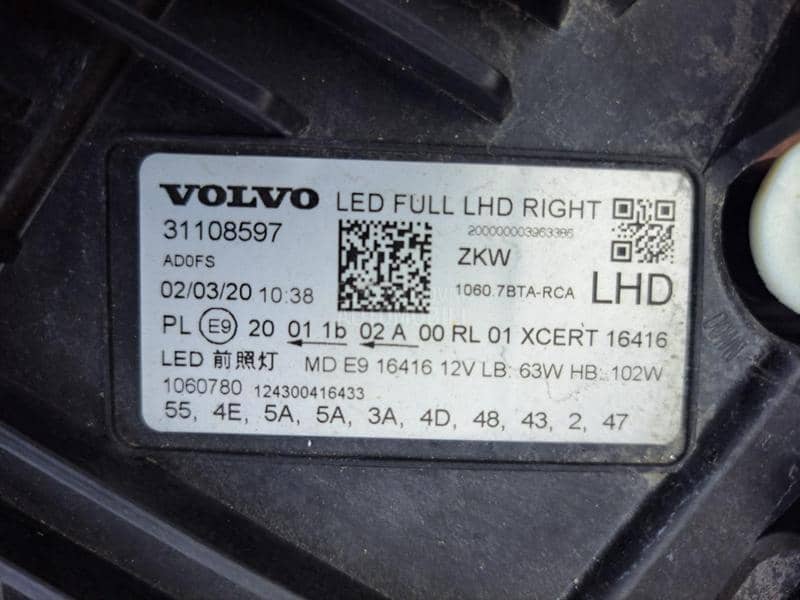 VOLVO LED FULL LHD RIGHT
31108597 200000003963386
AD0FS ZKW
02/03/20 10:38 1060.7BTA-RCA LHD
PL E9 20 01 1b 02 A 00 RL 01 XCERT 16416
LED 前照灯 MD E9 16416 12V LB: 63W HB: 102W
1060780 124300416433
55, 4E, 5A, 5A, 3A, 4D, 48, 43, 2, 47